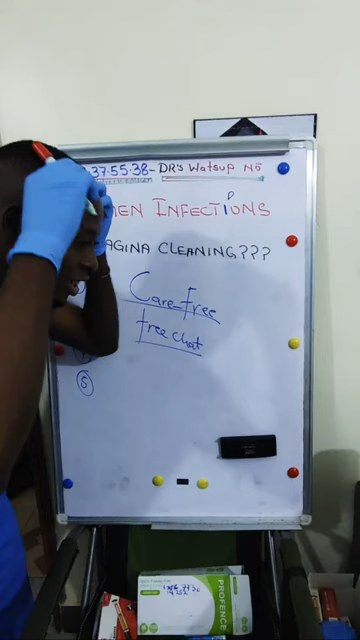 37.55.38- DR's Watsup NO
MEN INFECTIONS
AGINA CLEANING???
Care-free
free chat
5
PROFENCE